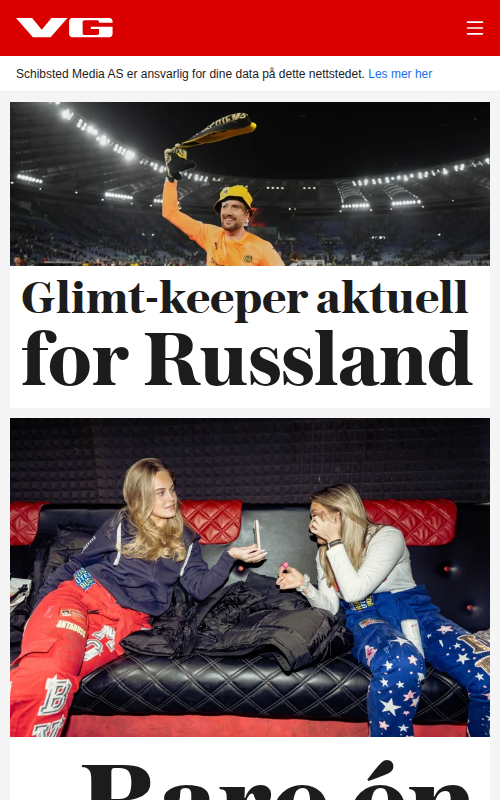 VG
Schibsted Media AS er ansvarlig for dine data på dette nettstedet. Les mer her
Glimt-keeper aktuell
for Russland
Bare én